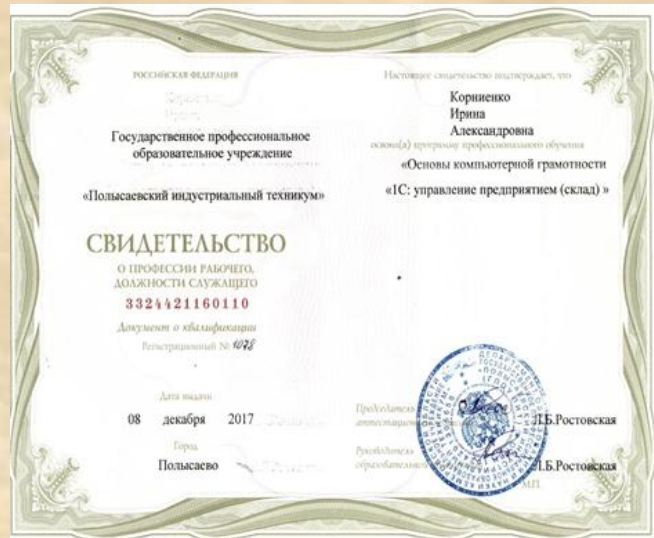 РОССИЙСКАЯ ФЕДЕРАЦИЯ
Государственное профессиональное
образовательное учреждение
«Полысаевский индустриальный техникум»
СВИДЕТЕЛЬСТВО
О ПРОФЕССИИ РАБОЧЕГО,
ДОЛЖНОСТИ СЛУЖАЩЕГО
3324421160110
Документ о квалификации
Регистрационный № 1078
Дата выдачи
08 декабря 2017
Город
Полысаево
Настоящее свидетельство подтверждает, что
Корниенко
Ирина
Александровна
освоил(а) программу профессионального обучения
«Основы компьютерной грамотности
«1С: управление предприятием (склад) »
Председатель
аттестационной
Л.Б.Ростовская
Руководитель
образовательной
Л.Б.Ростовская
М.П.